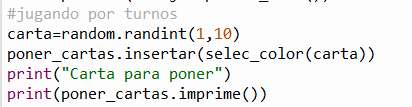 #jugando por turnos
carta=random.randint(1,10)
poner_cartas.insertar(selec_color(carta))
print("Carta para poner")
print(poner_cartas.imprime())